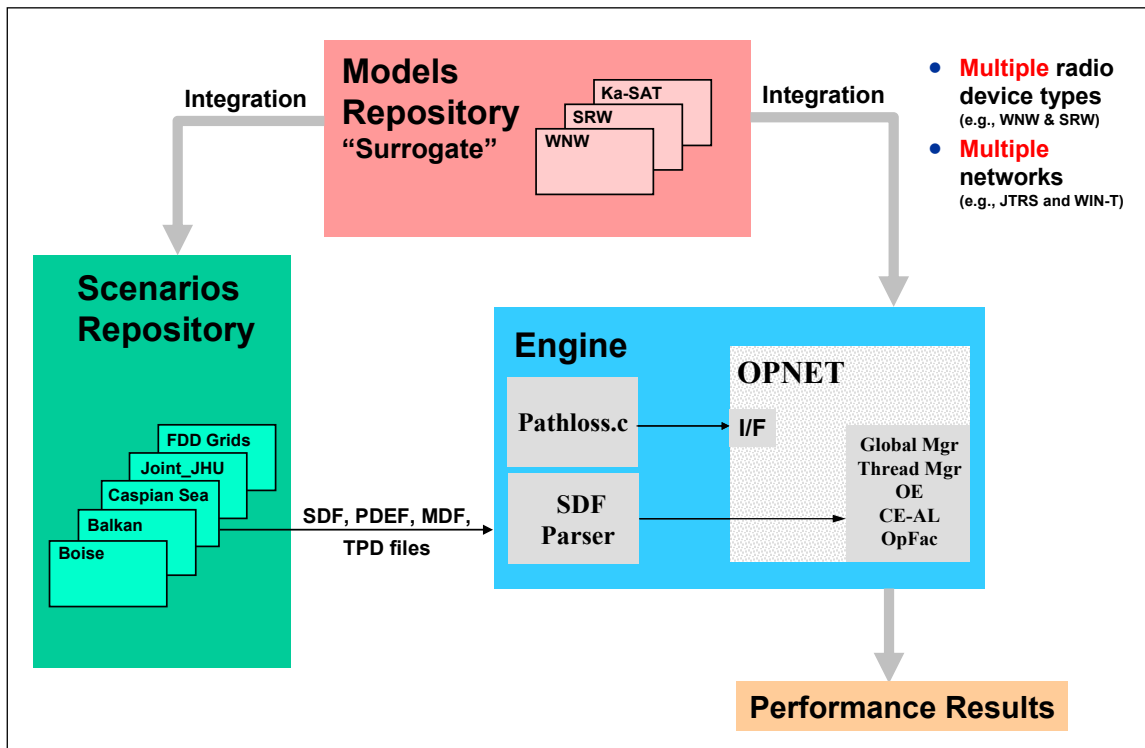 Models
Repository
“Surrogate”
Ka-SAT
SRW
WNW
Integration
Integration
• Multiple radio
device types
(e.g., WNW & SRW)
• Multiple
networks
(e.g., JTRS and WIN-T)
Scenarios
Repository
FDD Grids
Joint_JHU
Caspian Sea
Balkan
Boise
SDF, PDEF, MDF,
TPD files
Engine
Pathloss.c
SDF
Parser
OPNET
I/F
Global Mgr
Thread Mgr
OE
CE-AL
OpFac
Performance Results